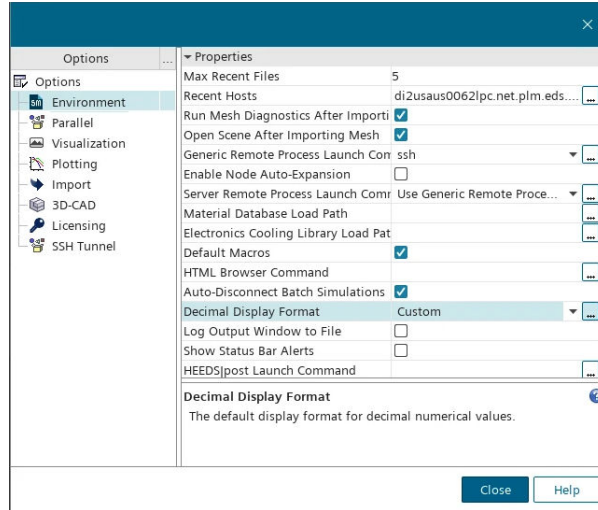 Options
...
Properties
Options
Environment
Parallel
Visualization
Plotting
Import
3D-CAD
Licensing
SSH Tunnel
Max Recent Files 5
Recent Hosts di2usaus0062lpc.net.plm.eds.... ...
Run Mesh Diagnostics After Importi
Open Scene After Importing Mesh
Generic Remote Process Launch Com ssh ...
Enable Node Auto-Expansion
Server Remote Process Launch Comr Use Generic Remote Proce... ...
Material Database Load Path ...
Electronics Cooling Library Load Pat ...
Default Macros
HTML Browser Command ...
Auto-Disconnect Batch Simulations
Decimal Display Format Custom ...
Log Output Window to File
Show Status Bar Alerts
HEEDS|post Launch Command ...
Decimal Display Format
The default display format for decimal numerical values.
Close Help